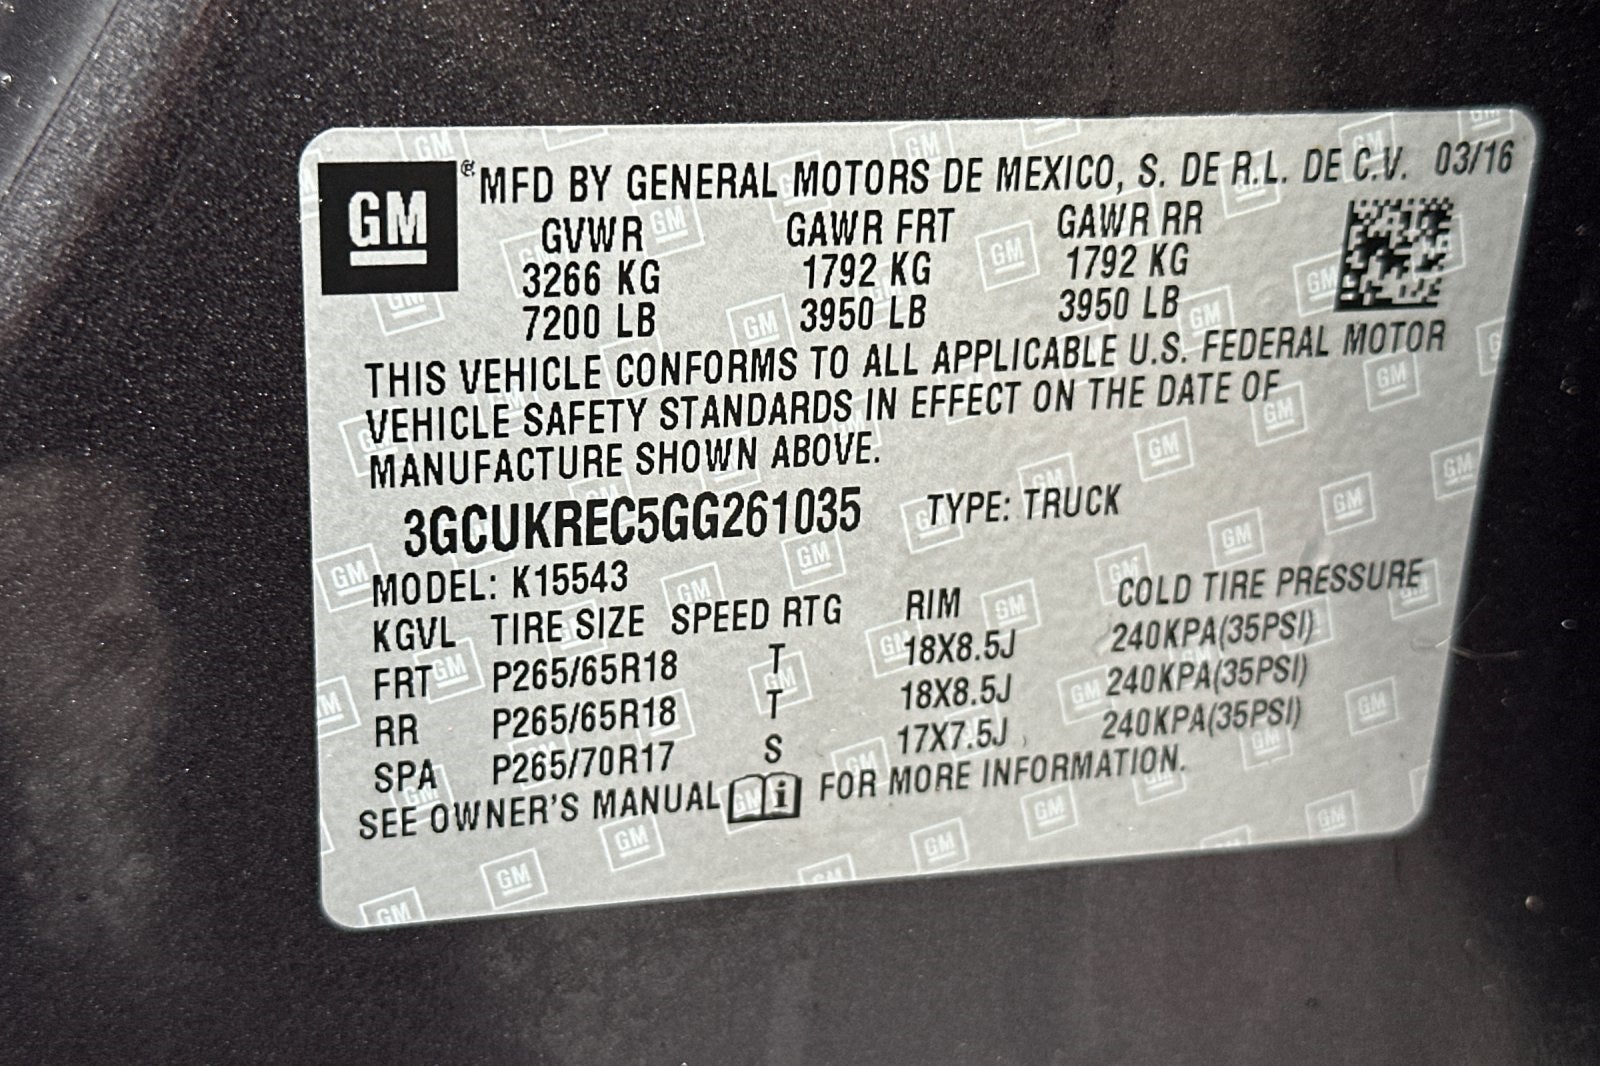 GM ® MFD BY GENERAL MOTORS DE MEXICO, S. DE R.L. DE C.V. 03/16
GVWR GAWR FRT GAWR RR
3266 KG 1792 KG 1792 KG
7200 LB 3950 LB 3950 LB
THIS VEHICLE CONFORMS TO ALL APPLICABLE U.S. FEDERAL MOTOR
VEHICLE SAFETY STANDARDS IN EFFECT ON THE DATE OF
MANUFACTURE SHOWN ABOVE.
3GCUKREC5GG261035 TYPE: TRUCK
MODEL: K15543
KGVL TIRE SIZE SPEED RTG RIM COLD TIRE PRESSURE
FRT P265/65R18 T 18X8.5J 240KPA(35PSI)
RR P265/65R18 T 18X8.5J 240KPA(35PSI)
SPA P265/70R17 S 17X7.5J 240KPA(35PSI)
SEE OWNER'S MANUAL i FOR MORE INFORMATION.